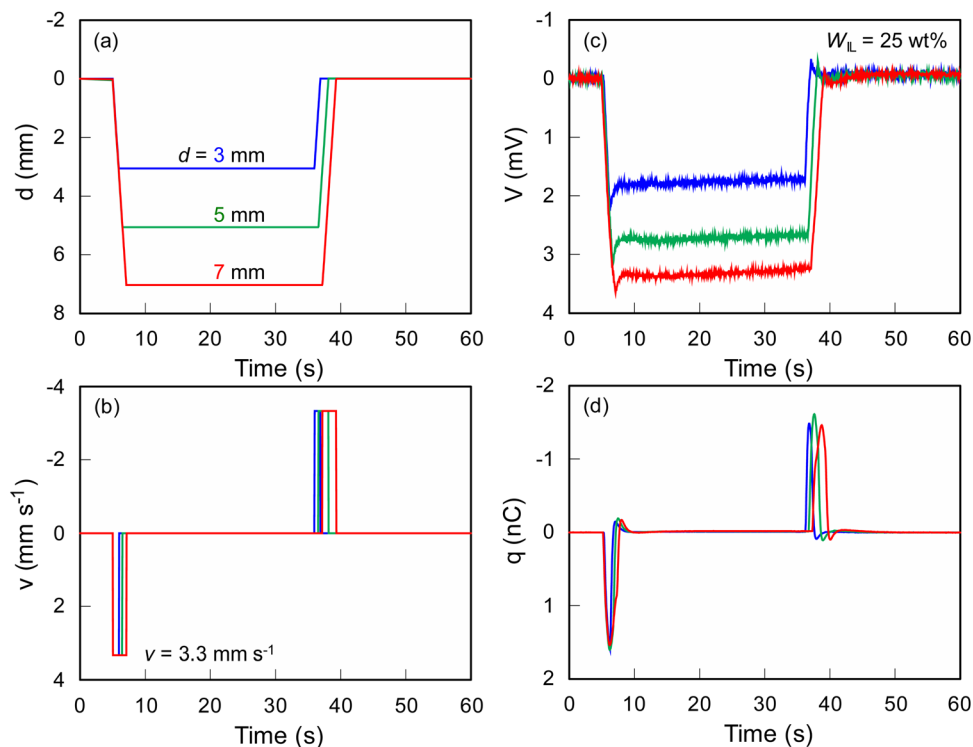 (a)
-2
0
2
4
6
8
d (mm)
d = 3 mm
5 mm
7 mm
0 10 20 30 40 50 60
Time (s)
(c)
W_IL = 25 wt%
-1
0
1
2
3
4
V (mV)
0 10 20 30 40 50 60
Time (s)
(b)
-4
-2
0
2
4
v (mm s⁻¹)
v = 3.3 mm s⁻¹
0 10 20 30 40 50 60
Time (s)
(d)
-2
-1
0
1
2
q (nC)
0 10 20 30 40 50 60
Time (s)